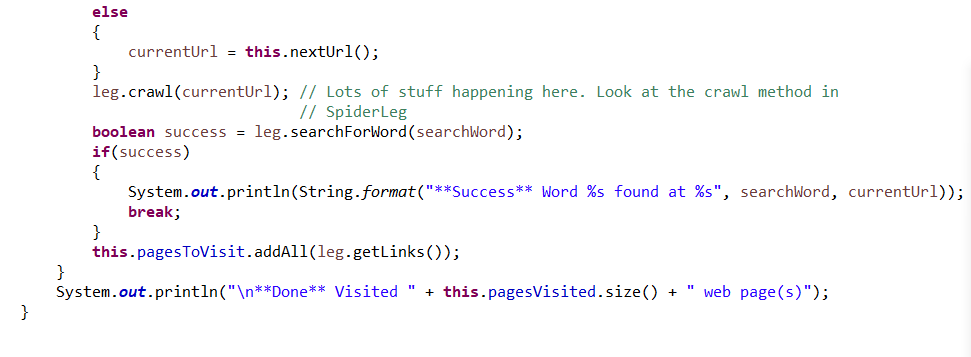 else
{
currentUrl = this.nextUrl();
}
leg.crawl(currentUrl); // Lots of stuff happening here. Look at the crawl method in
// SpiderLeg
boolean success = leg.searchForWord(searchWord);
if(success)
{
System.out.println(String.format("**Success** Word %s found at %s", searchWord, currentUrl));
break;
}
this.pagesToVisit.addAll(leg.getLinks());
}
System.out.println("\n**Done** Visited " + this.pagesVisited.size() + " web page(s)");
}